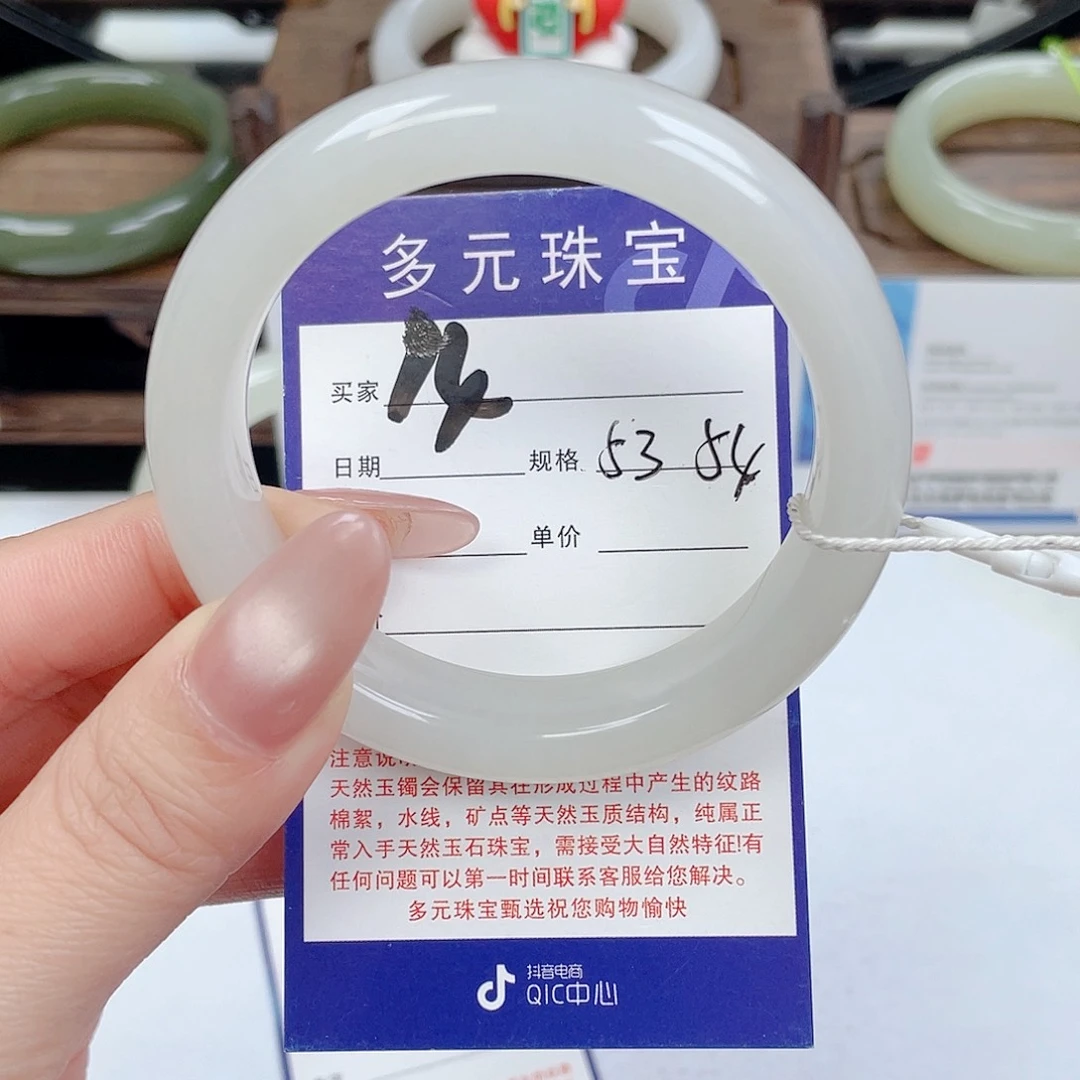 多元珠宝
买家 14
日期 规格 53 54
单价
注意说
天然玉镯会保留其在形成过程中产生的纹路
棉絮，水线，矿点等天然玉质结构，纯属正
常入手天然玉石珠宝，需接受大自然特征!有
任何问题可以第一时间联系客服给您解决。
多元珠宝甄选祝您购物愉快
抖音电商
QIC中心